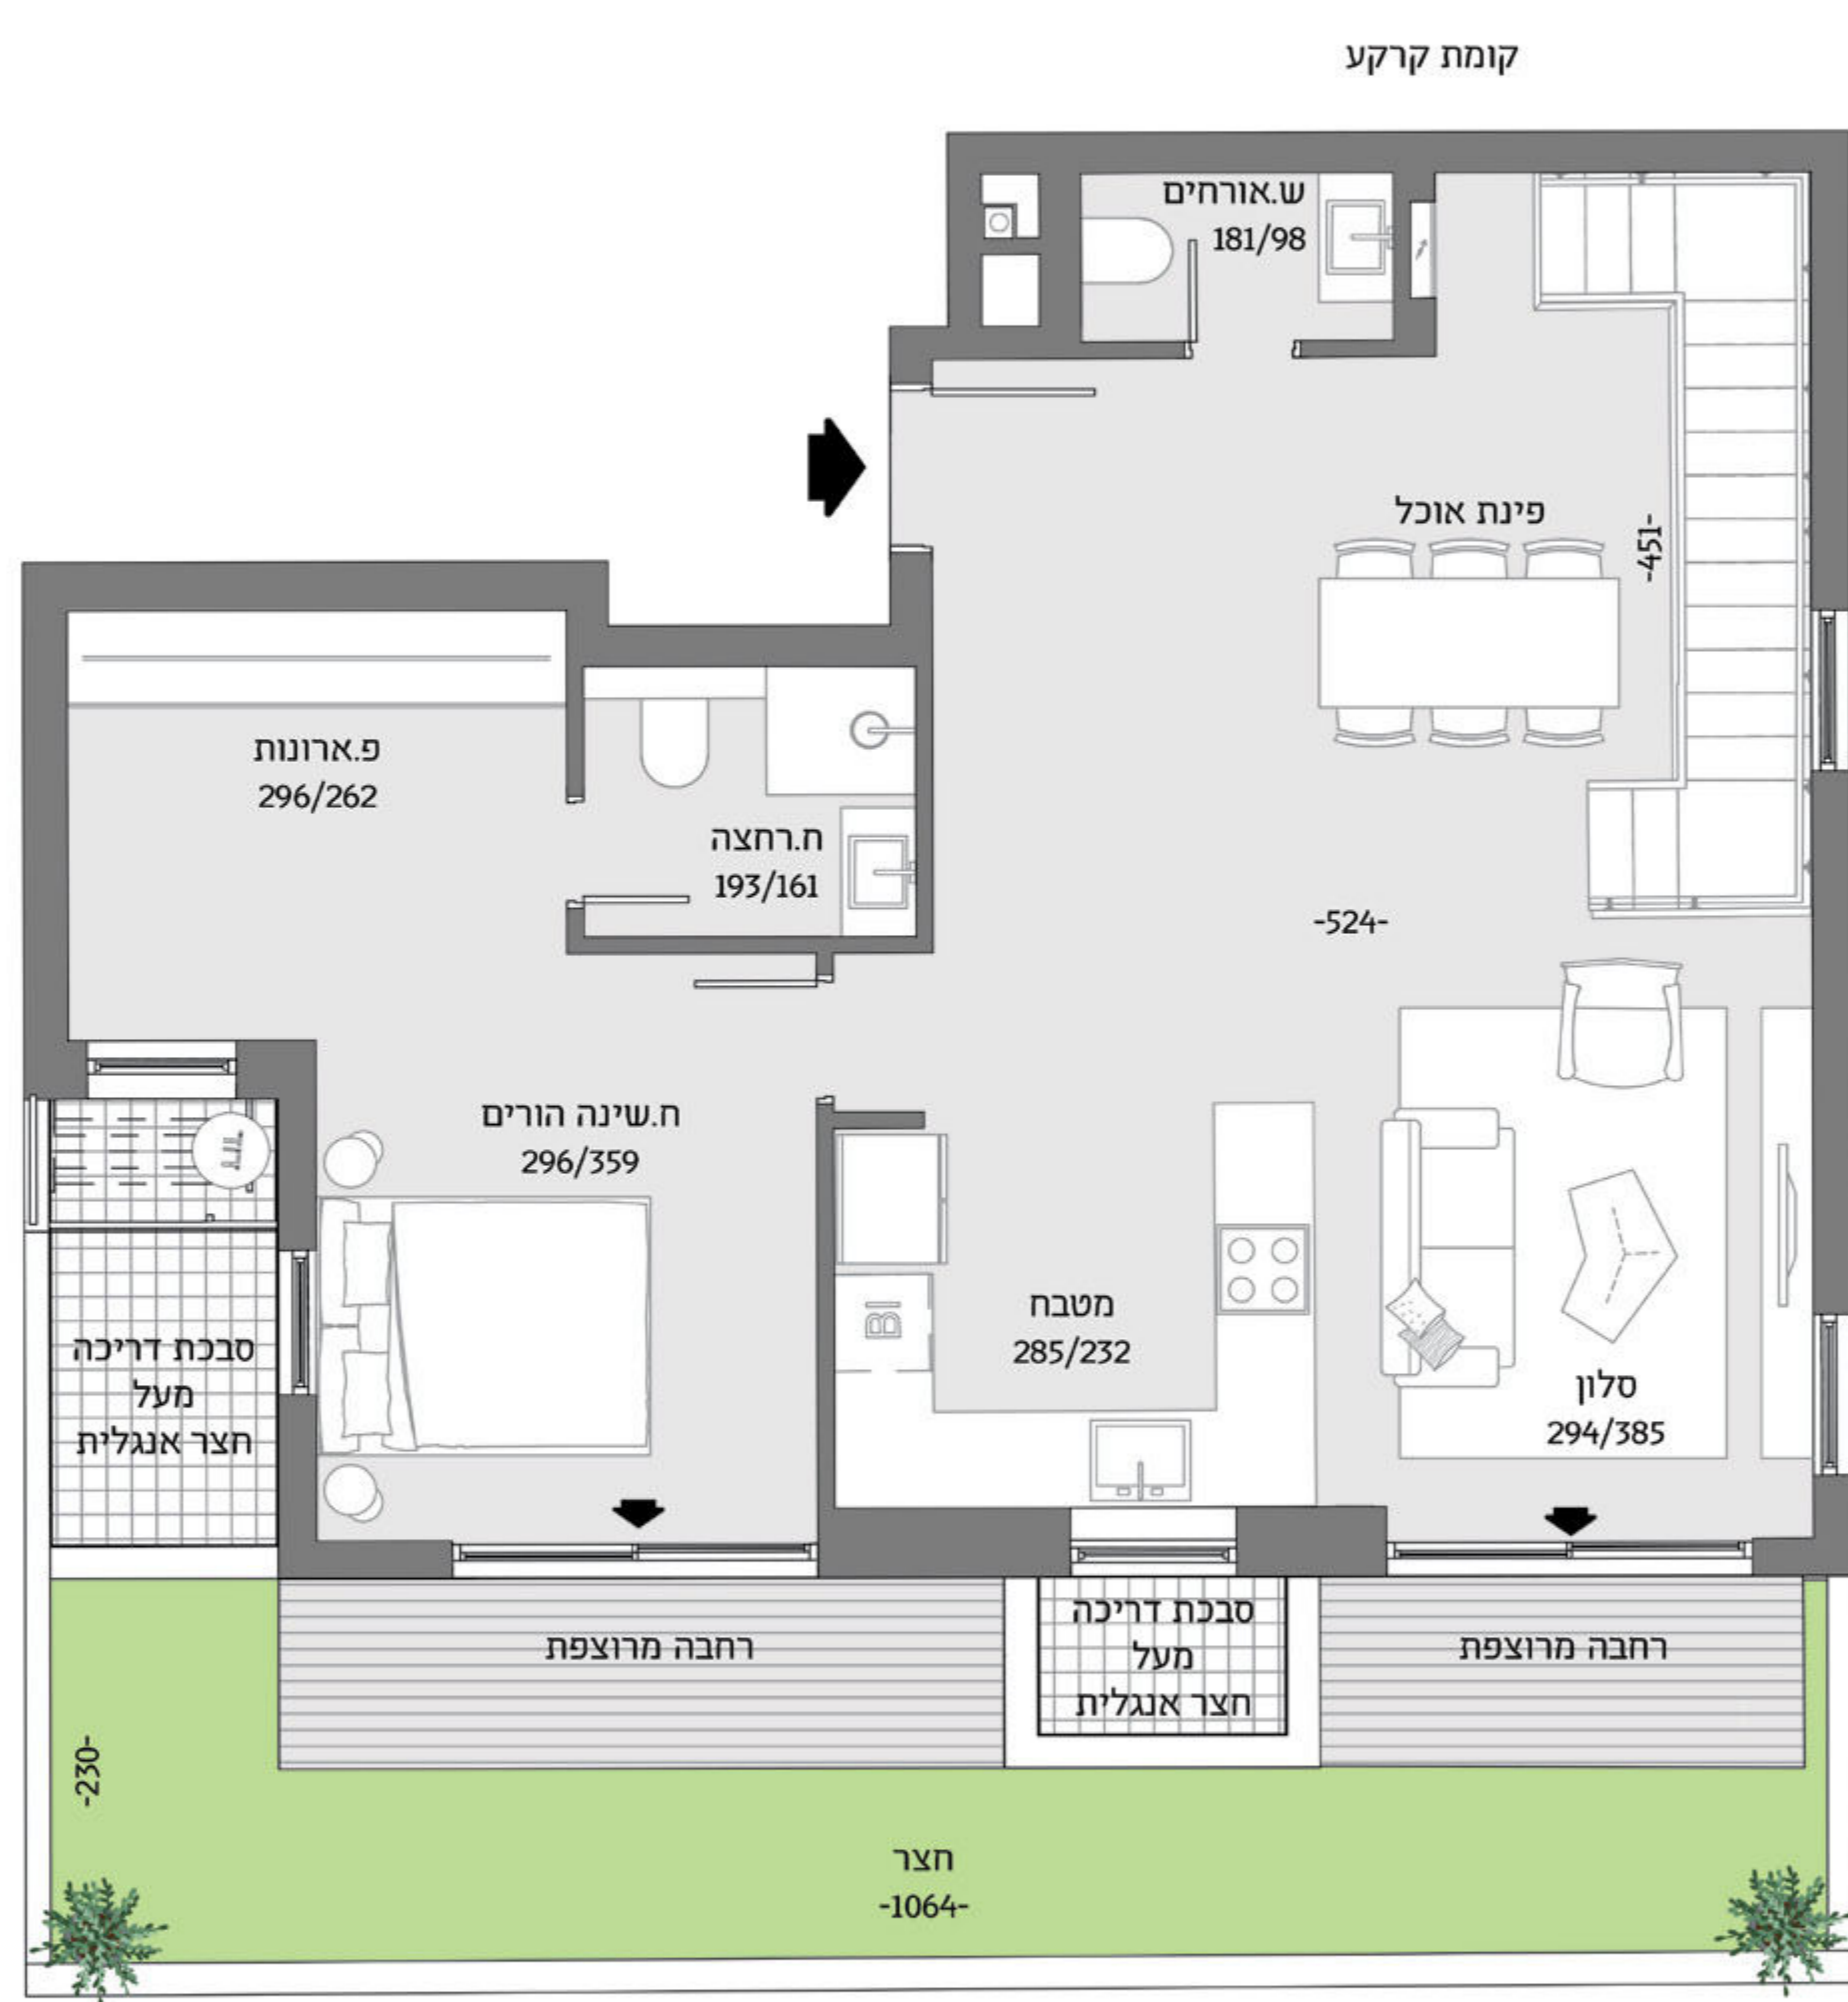 קומת קרקע
ש.אורחים
181/98
פינת אוכל
-451-
פ.ארונות
296/262
ח.רחצה
193/161
-524-
ח.שינה הורים
296/359
מטבח
285/232
BI
סלון
294/385
סבכת דריכה
מעל
חצר אנגלית
רחבה מרוצפת
סבכת דריכה
מעל
חצר אנגלית
רחבה מרוצפת
-230-
חצר
-1064-